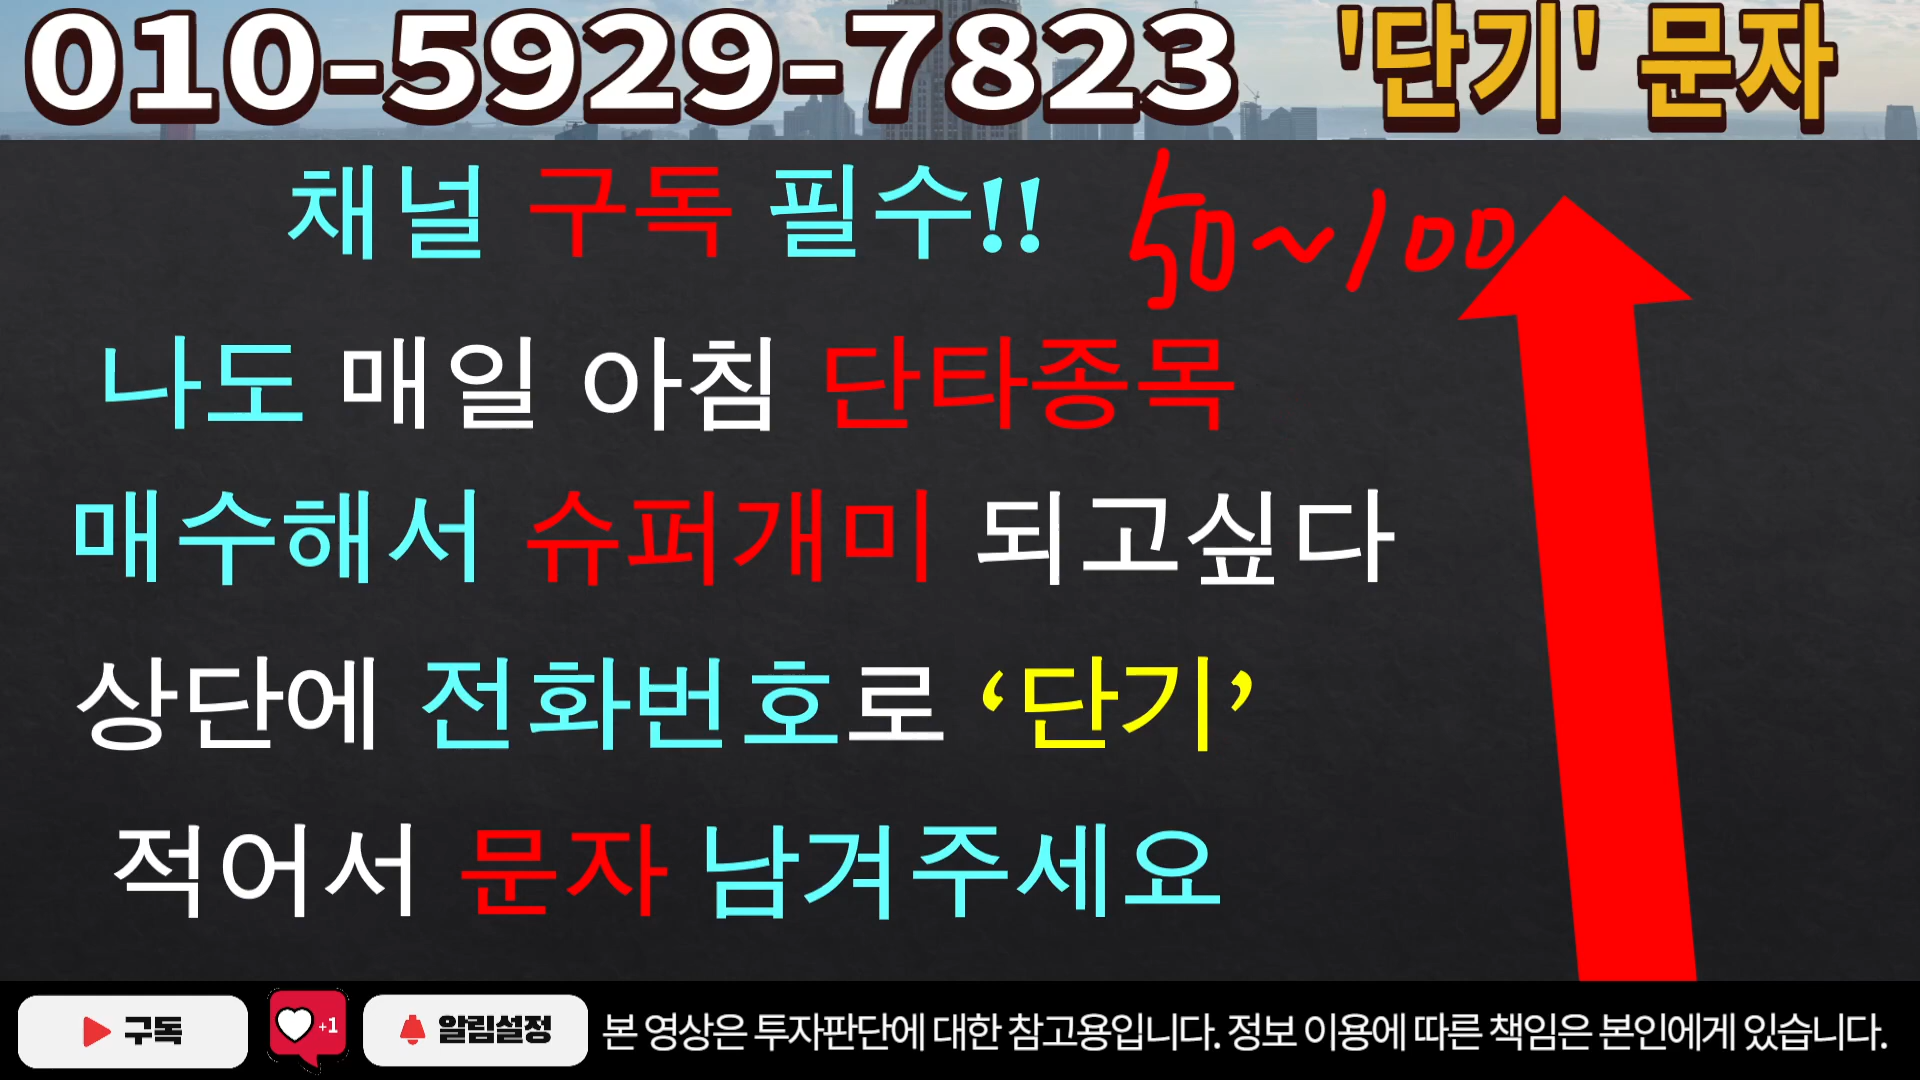 010-5929-7823 '단기' 문자
채널 구독 필수!! 50~100
나도 매일 아침 단타종목
매수해서 슈퍼개미 되고싶다
상단에 전화번호로 ‘단기’
적어서 문자 남겨주세요
구독 +1 알림설정 본 영상은 투자판단에 대한 참고용입니다. 정보 이용에 따른 책임은 본인에게 있습니다.